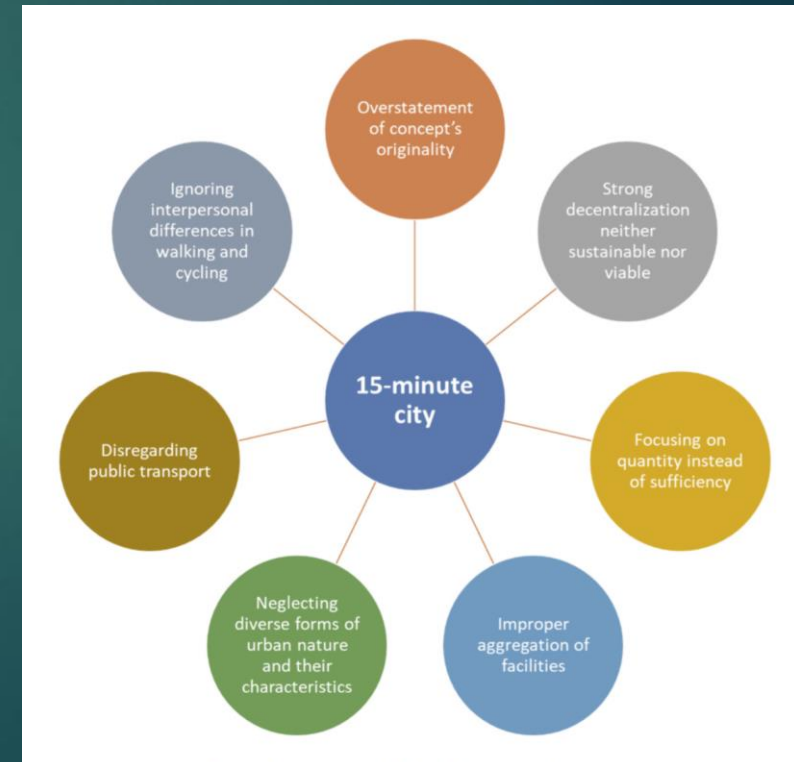 Overstatement
of concept's
originality
Strong
decentralization
neither
sustainable nor
viable
Focusing on
quantity instead
of sufficiency
Improper
aggregation of
facilities
Neglecting
diverse forms of
urban nature
and their
characteristics
Disregarding
public transport
Ignoring
interpersonal
differences in
walking and
cycling
15-minute
city